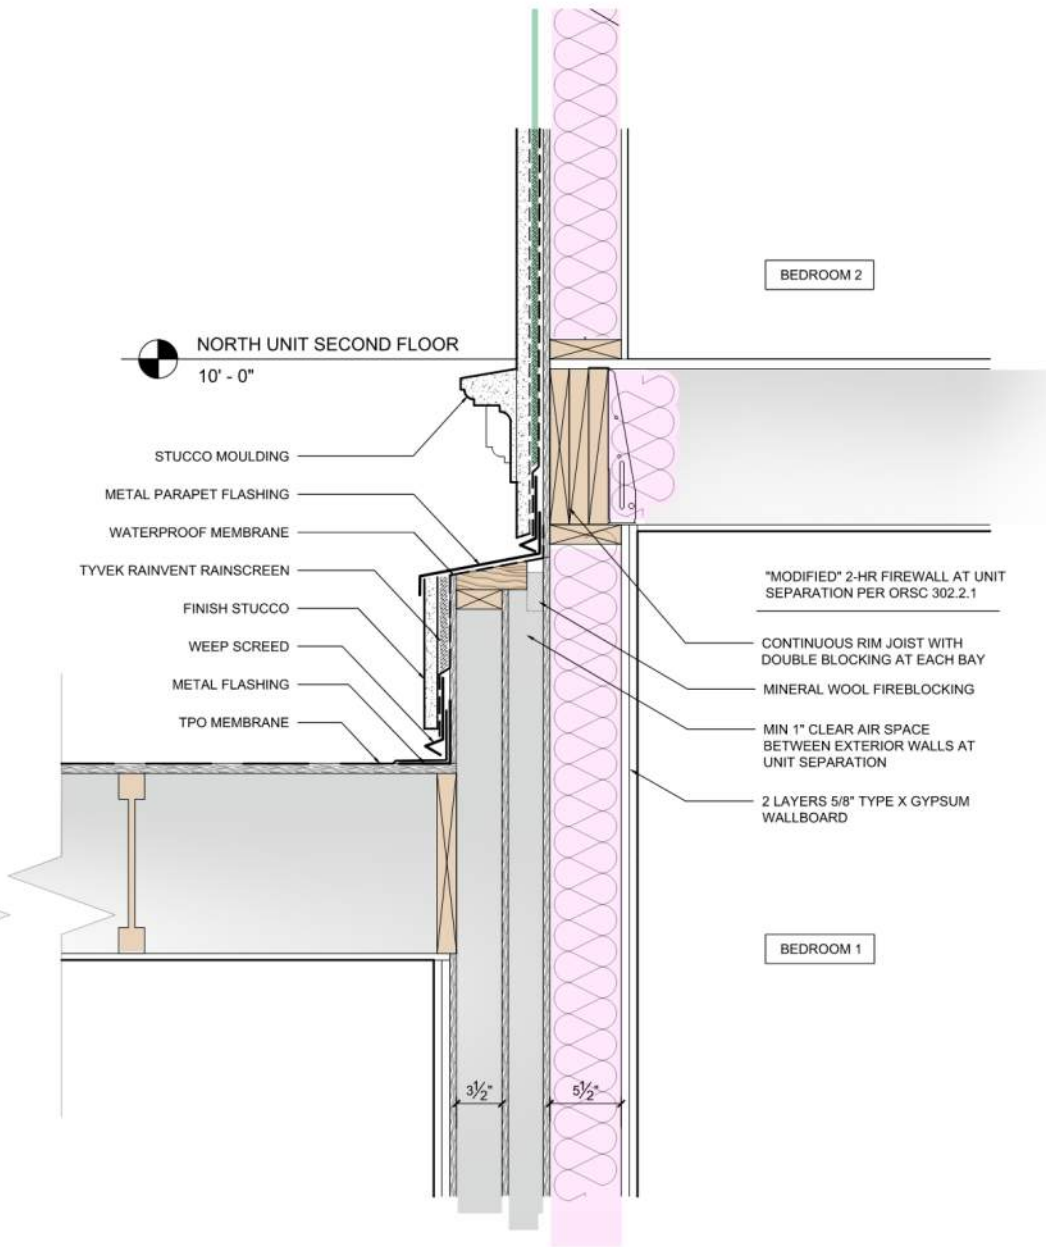 BEDROOM 2
NORTH UNIT SECOND FLOOR
10' - 0"
STUCCO MOULDING
METAL PARAPET FLASHING
WATERPROOF MEMBRANE
TYVEK RAINVENT RAINSCREEN
FINISH STUCCO
WEEP SCREED
METAL FLASHING
TPO MEMBRANE
"MODIFIED" 2-HR FIREWALL AT UNIT
SEPARATION PER ORSC 302.2.1
CONTINUOUS RIM JOIST WITH
DOUBLE BLOCKING AT EACH BAY
MINERAL WOOL FIREBLOCKING
MIN 1" CLEAR AIR SPACE
BETWEEN EXTERIOR WALLS AT
UNIT SEPARATION
2 LAYERS 5/8" TYPE X GYPSUM
WALLBOARD
BEDROOM 1
3½"
5½"